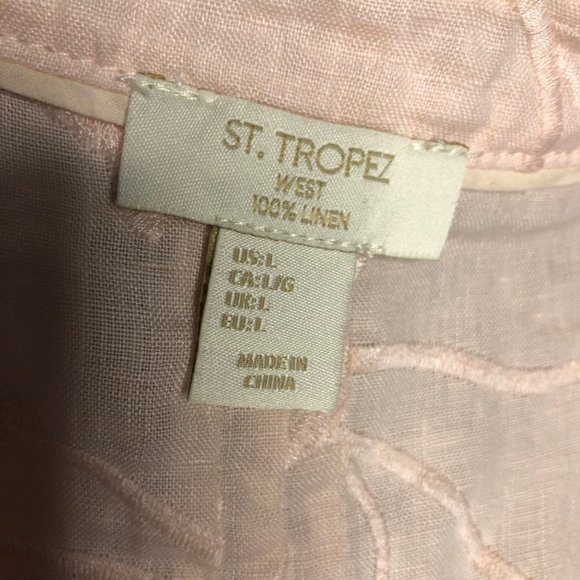 ST. TROPEZ
WEST
100% LINEN
US:L
CA:L/G
UK:L
EU:L
MADE IN
CHINA